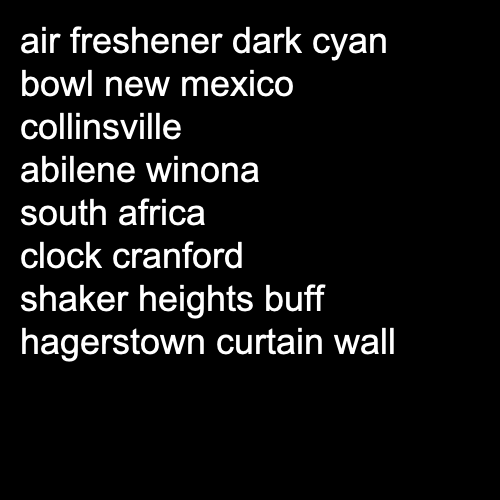 air freshener dark cyan
bowl new mexico
collinsville
abilene winona
south africa
clock cranford
shaker heights buff
hagerstown curtain wall